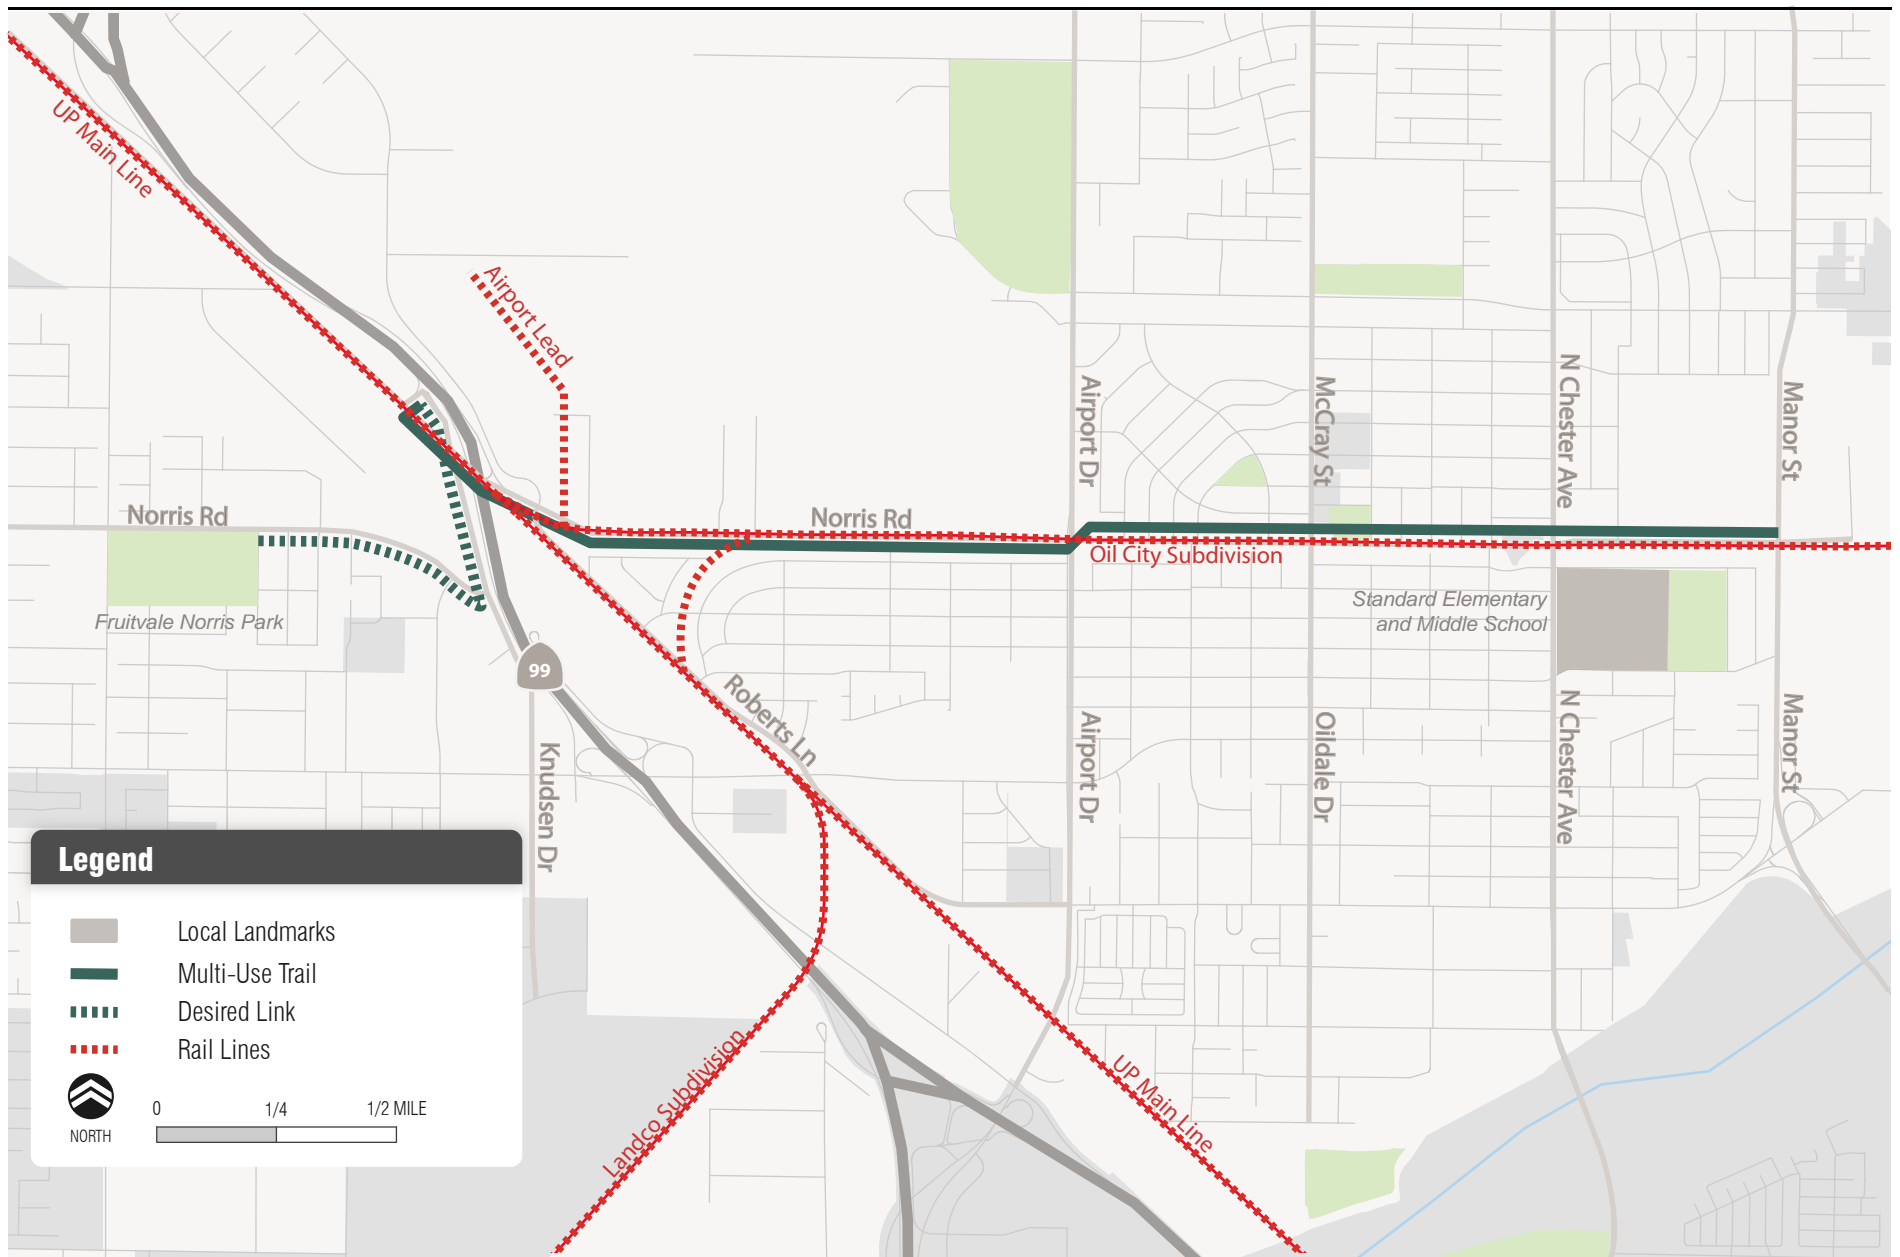 UP Main Line
Airport Lead
Airport Dr
McCray St
N Chester Ave
Manor St
Norris Rd
Norris Rd
Oil City Subdivision
Fruitvale Norris Park
Standard Elementary
and Middle School
99
Roberts Ln
Knudsen Dr
Airport Dr
Oildale Dr
N Chester Ave
Manor St
Landco Subdivision
UP Main Line
Legend
Local Landmarks
Multi-Use Trail
Desired Link
Rail Lines
NORTH
0 1/4 1/2 MILE